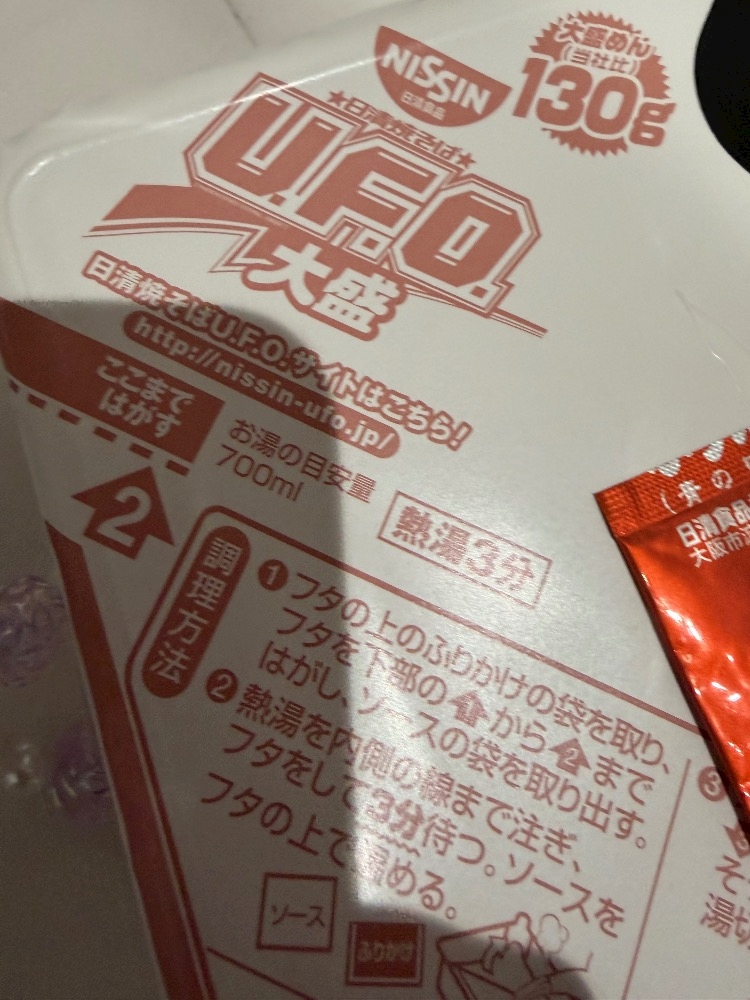 NISSIN
日清食品
大盛めん
(当社比)
130g
★日清焼そば★
U.F.O.
大盛
日清焼そばU.F.O.サイトはこちら!
http://nissin-ufo.jp/
ここまで
はがす
お湯の目安量
700ml
2
熱湯3分
調理方法
❶フタの上のふりかけの袋を取り、
フタを下部の1から2まで
はがし、ソースの袋を取り出す。
❷熱湯を内側の線まで注ぎ、
フタをして3分待つ。ソースを
フタの上で温める。
ソース
ふりかけ
❸
そ
湯切
日清食品
大阪市